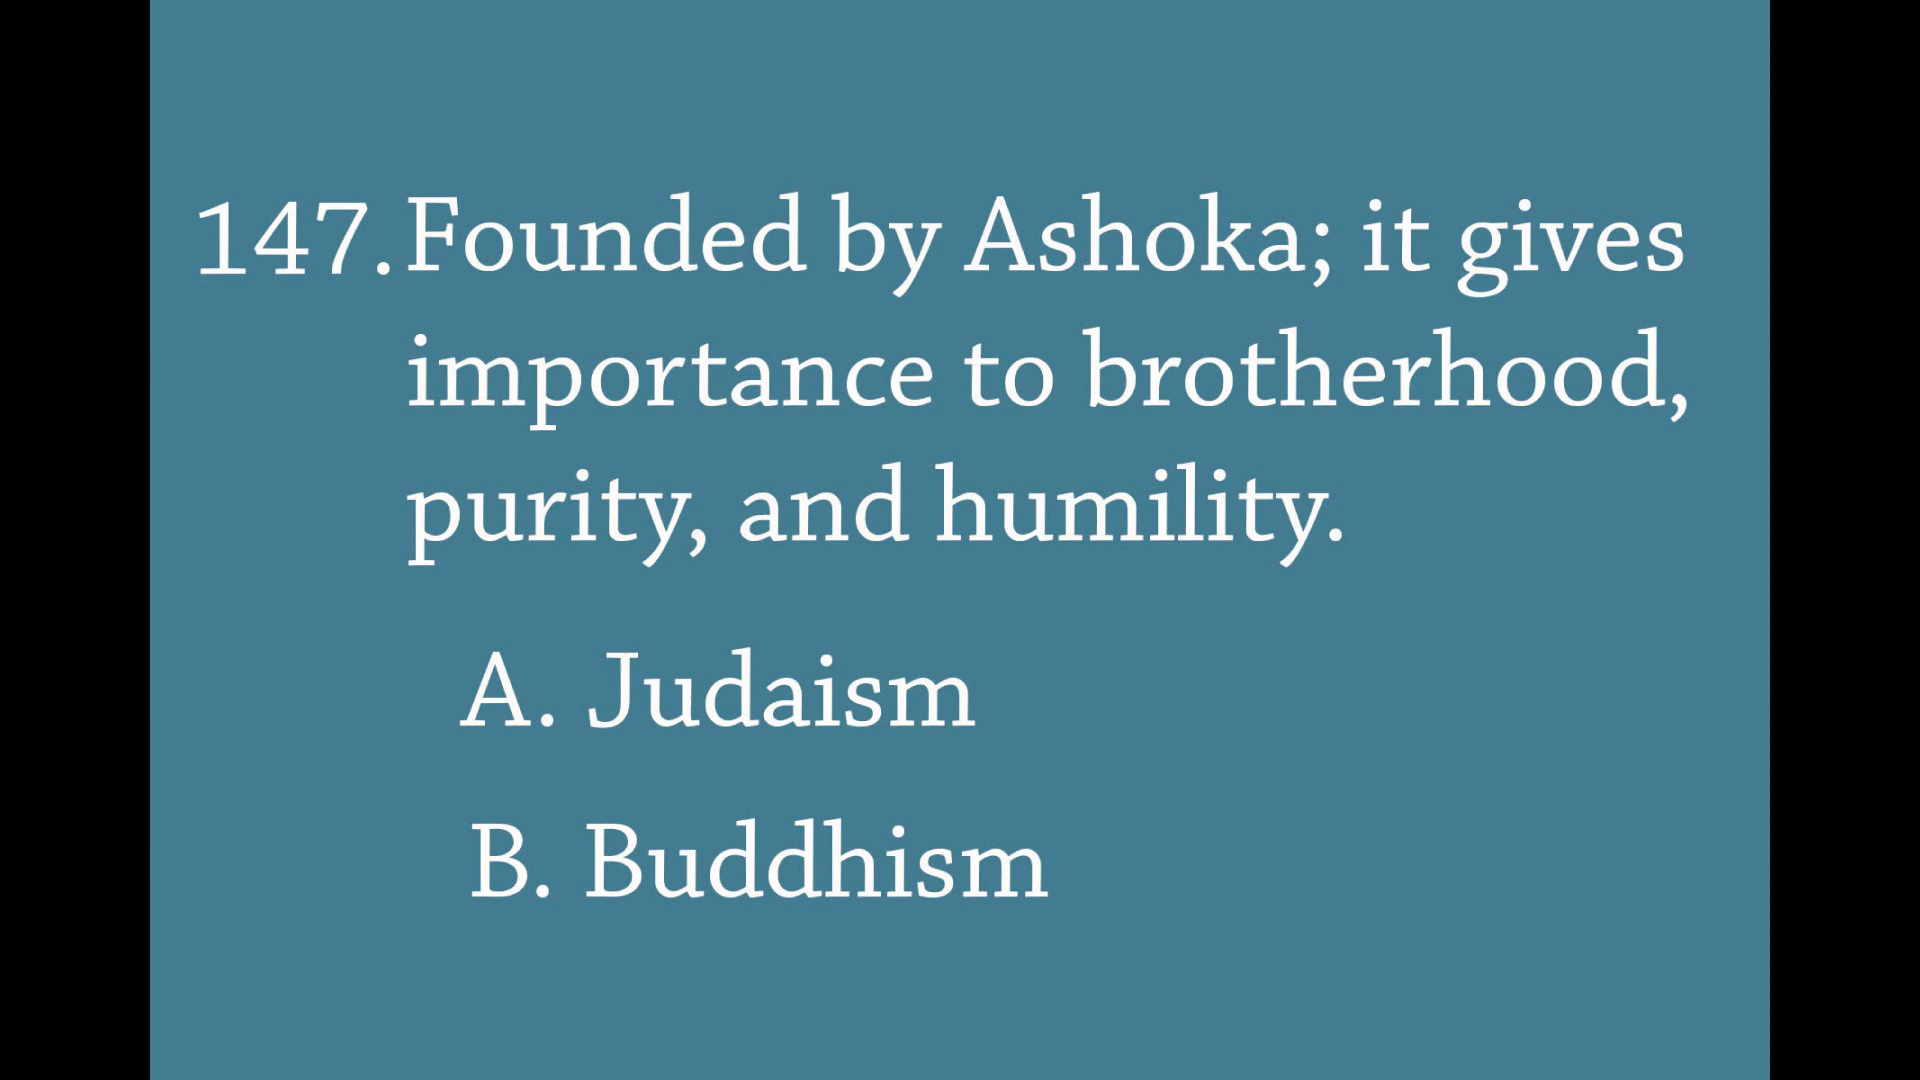 147. Founded by Ashoka; it gives
importance to brotherhood,
purity, and humility.
A. Judaism
B. Buddhism